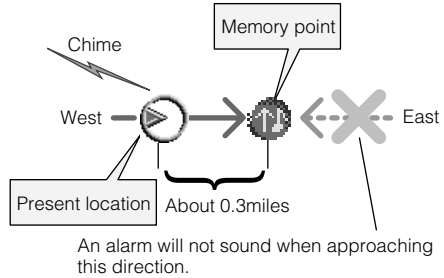 Memory point
Chime
West
East
Present location
About 0.3miles
An alarm will not sound when approaching
this direction.